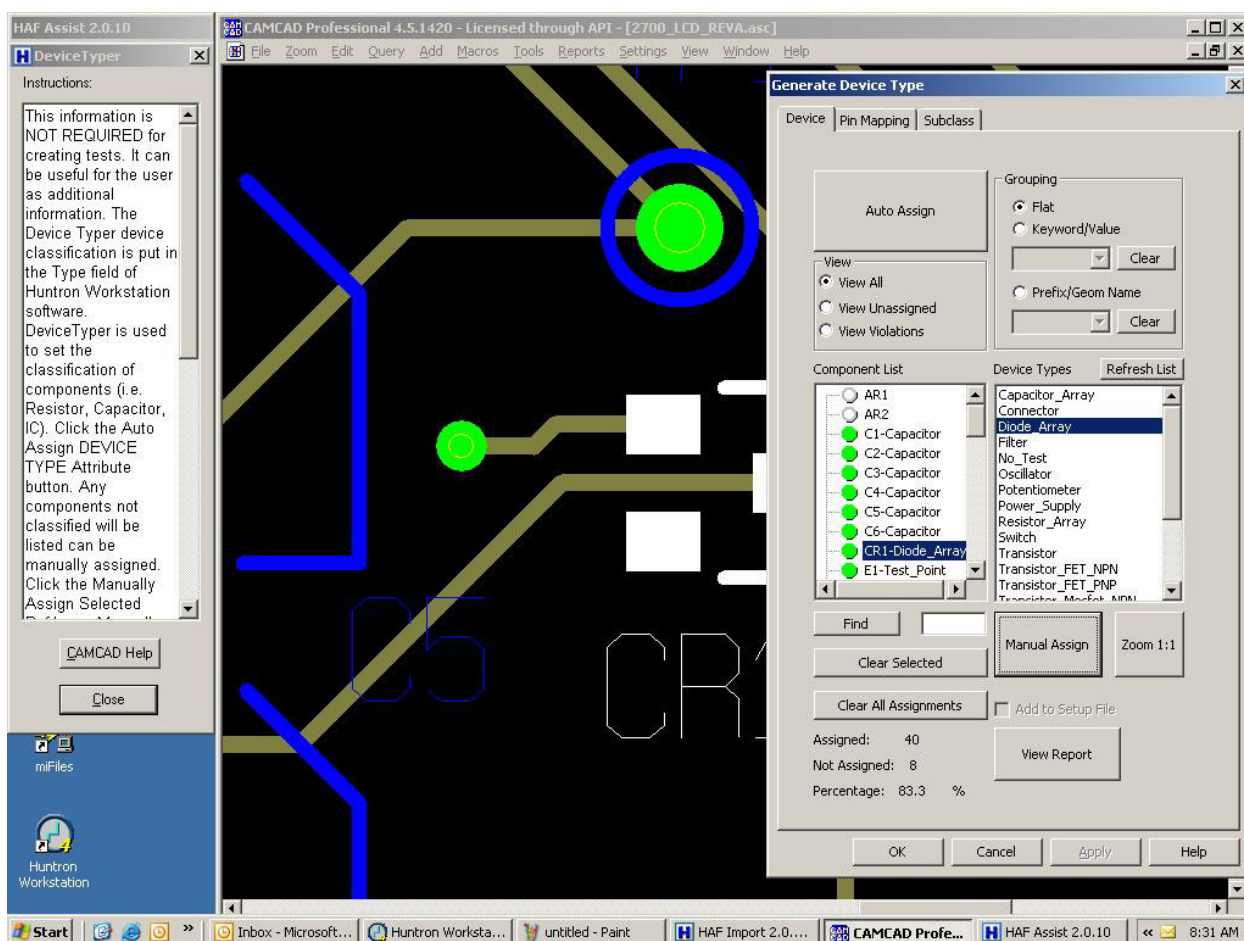 HAF Assist 2.0.10
DeviceTyper
Instructions:
This information is
NOT REQUIRED for
creating tests. It can
be useful for the user
as additional
information. The
Device Typer device
classification is put in
the Type field of
Huntron Workstation
software.
DeviceTyper is used
to set the
classification of
components (i.e.
Resistor, Capacitor,
IC). Click the Auto
Assign DEVICE
TYPE Attribute
button. Any
components not
classified will be
listed can be
manually assigned.
Click the Manually
Assign Selected
CAMCAD Help
Close
miFiles
Huntron
Workstation
CAMCAD Professional 4.5.1420 - Licensed through API - [2700_LCD_REVA.asc]
File Zoom Edit Query Add Macros Tools Reports Settings View Window Help
C5
CR1
Generate Device Type
Device Pin Mapping Subclass
Auto Assign
Grouping
Flat
Keyword/Value
Clear
Prefix/Geom Name
Clear
View
View All
View Unassigned
View Violations
Component List
AR1
AR2
C1-Capacitor
C2-Capacitor
C3-Capacitor
C4-Capacitor
C5-Capacitor
C6-Capacitor
CR1-Diode_Array
E1-Test_Point
Device Types Refresh List
Capacitor_Array
Connector
Diode_Array
Filter
No_Test
Oscillator
Potentiometer
Power_Supply
Resistor_Array
Switch
Transistor
Transistor_FET_NPN
Transistor_FET_PNP
Transistor_Mosfet_NPN
Find
Clear Selected
Manual Assign
Zoom 1:1
Clear All Assignments
Add to Setup File
Assigned: 40
Not Assigned: 8
Percentage: 83.3 %
View Report
OK Cancel Apply Help
Start » Inbox - Microsoft... Huntron Worksta... untitled - Paint HAF Import 2.0.... CAMCAD Profe... HAF Assist 2.0.10 « 8:31 AM